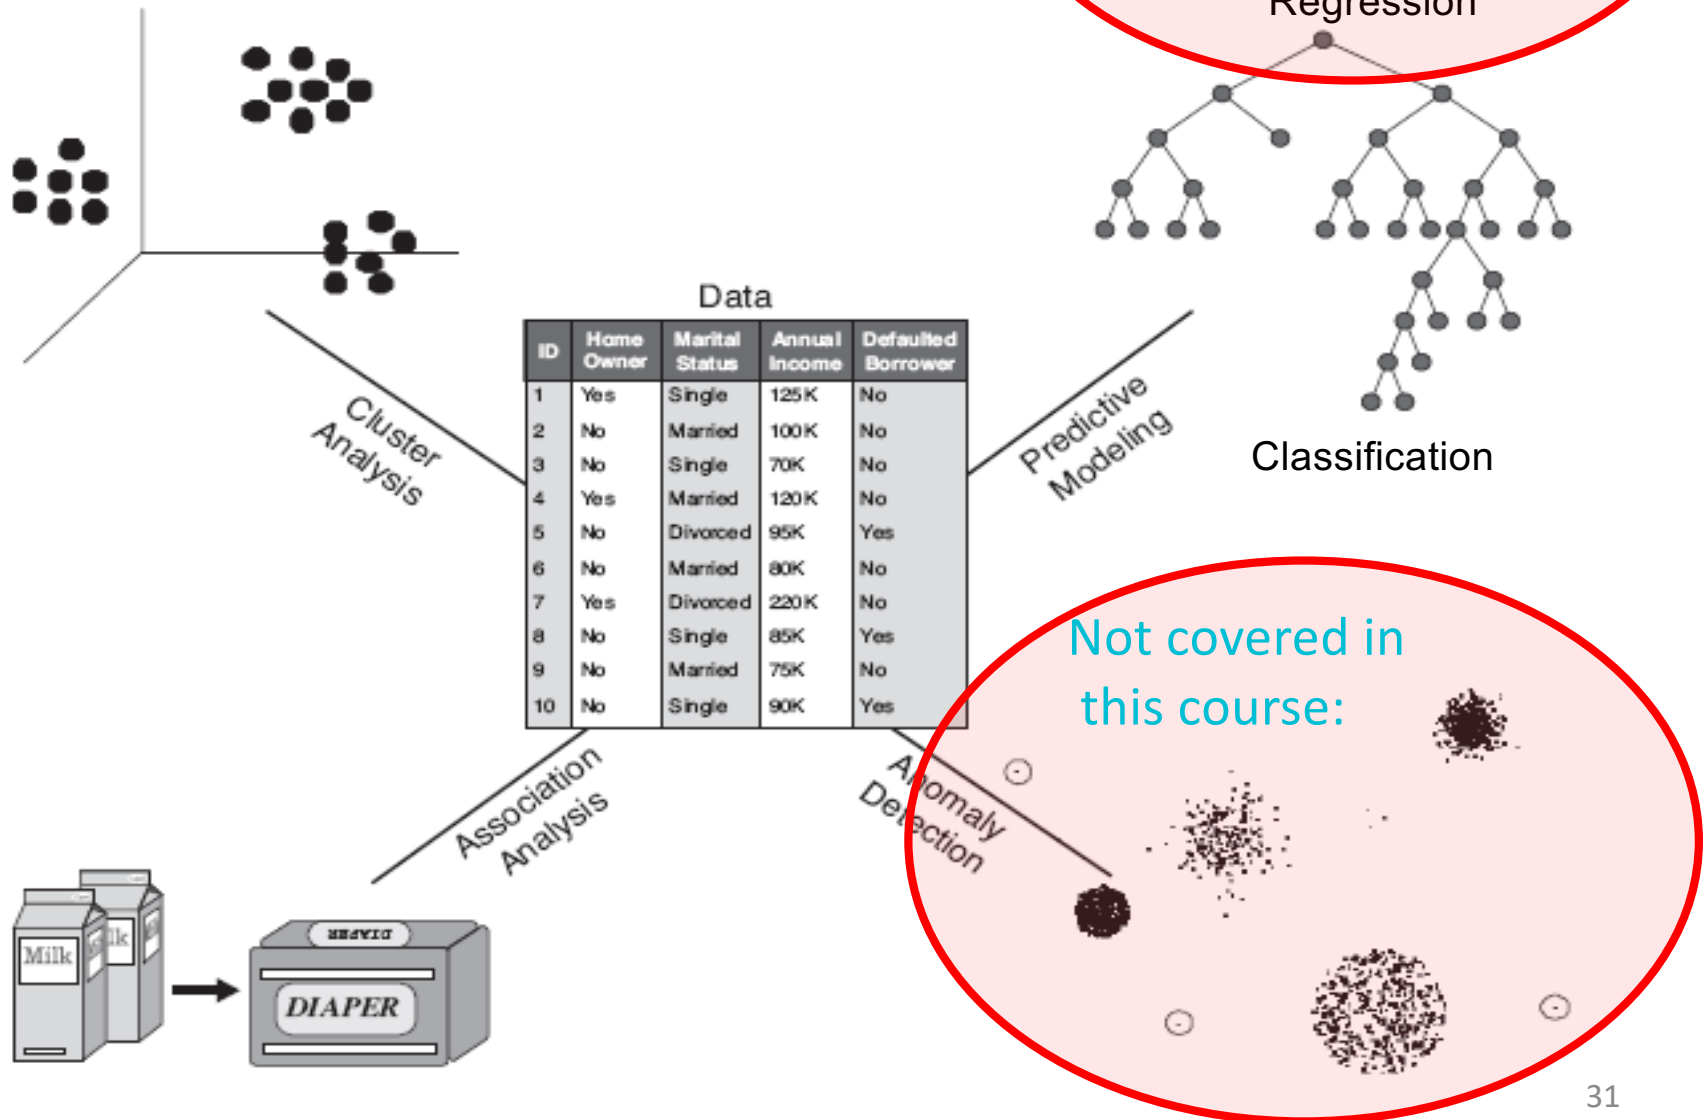 Regression
Data
ID Home Owner Marital Status Annual Income Defaulted Borrower
1 Yes Single 125K No
2 No Married 100K No
3 No Single 70K No
4 Yes Married 120K No
5 No Divorced 95K Yes
6 No Married 80K No
7 Yes Divorced 220K No
8 No Single 85K Yes
9 No Married 75K No
10 No Single 90K Yes
Cluster
Analysis
Predictive
Modeling
Classification
Not covered in
this course:
Association
Analysis
Anomaly
Detection
Milk
lk
DIAPER
DIAPER
31